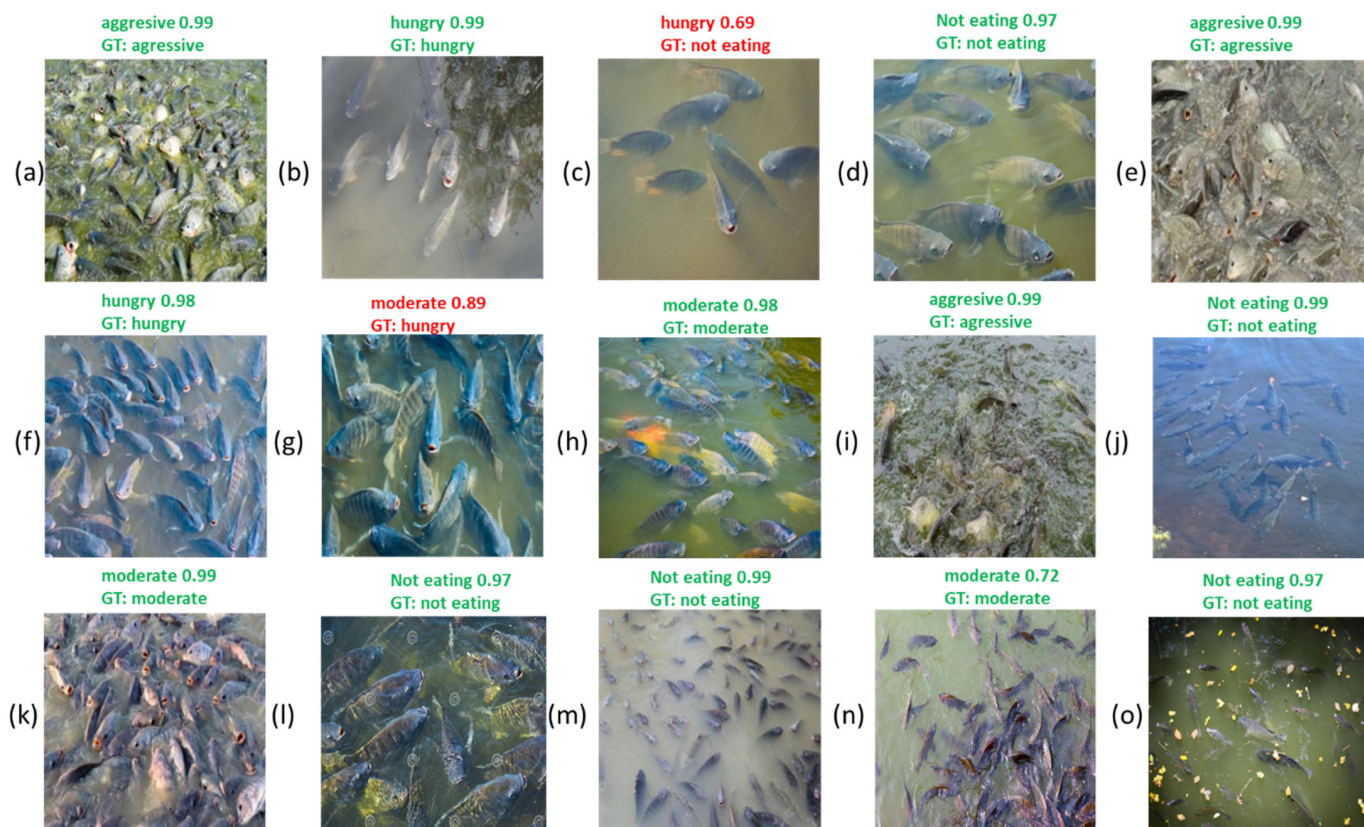 aggresive 0.99
GT: agressive
hungry 0.99
GT: hungry
hungry 0.69
GT: not eating
Not eating 0.97
GT: not eating
aggresive 0.99
GT: agressive
(a)
(b)
(c)
(d)
(e)
hungry 0.98
GT: hungry
moderate 0.89
GT: hungry
moderate 0.98
GT: moderate
aggresive 0.99
GT: agressive
Not eating 0.99
GT: not eating
(f)
(g)
(h)
(i)
(j)
moderate 0.99
GT: moderate
Not eating 0.97
GT: not eating
Not eating 0.99
GT: not eating
moderate 0.72
GT: moderate
Not eating 0.97
GT: not eating
(k)
(l)
(m)
(n)
(o)